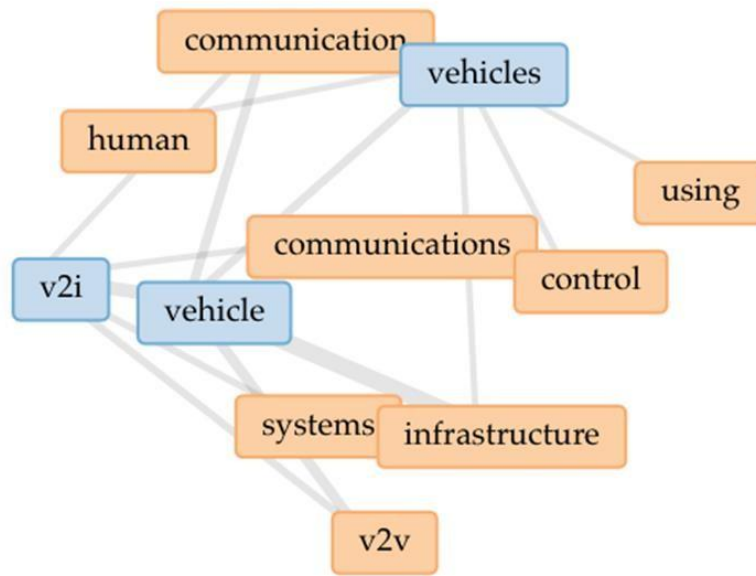 communication
vehicles
human
using
communications
control
v2i
vehicle
systems
infrastructure
v2v